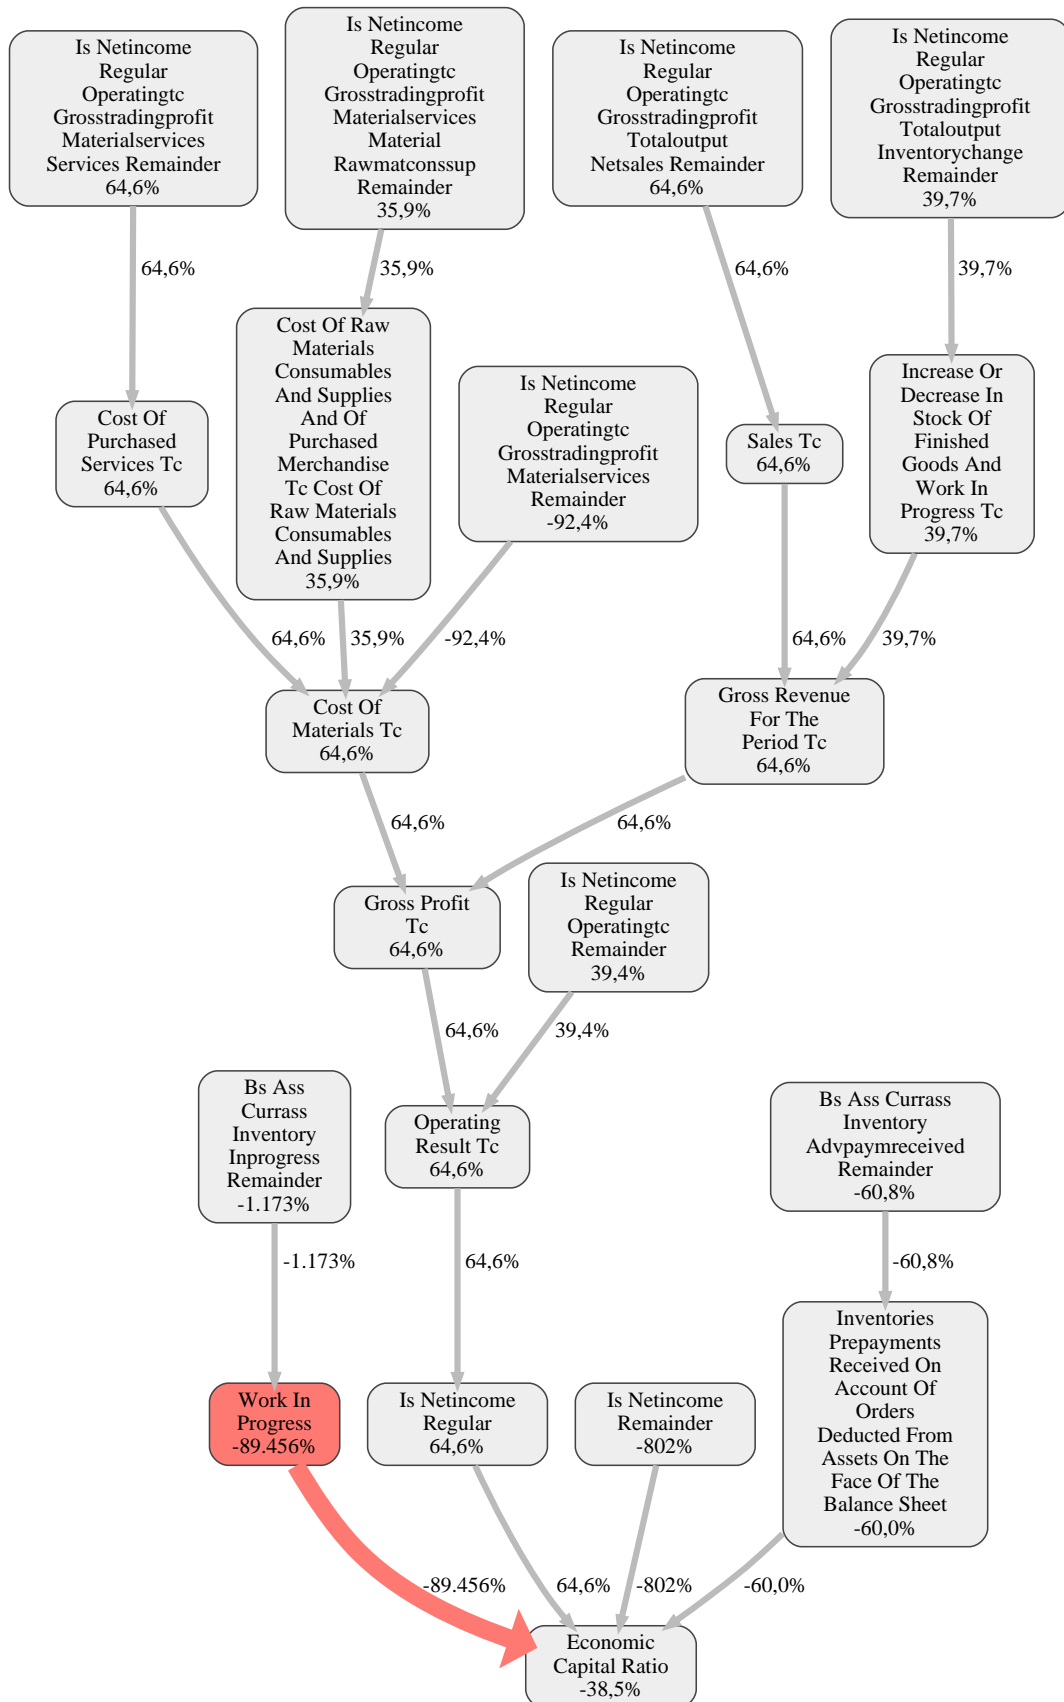 Is Netincome
Regular
Operatingtc
Grosstradingprofit
Materialservices
Services Remainder
64,6%
Is Netincome
Regular
Operatingtc
Grosstradingprofit
Materialservices
Material
Rawmatconssup
Remainder
35,9%
Is Netincome
Regular
Operatingtc
Grosstradingprofit
Totaloutput
Netsales Remainder
64,6%
Is Netincome
Regular
Operatingtc
Grosstradingprofit
Totaloutput
Inventorychange
Remainder
39,7%
64,6%
35,9%
64,6%
39,7%
Cost Of
Purchased
Services Tc
64,6%
Cost Of Raw
Materials
Consumables
And Supplies
And Of
Purchased
Merchandise
Tc Cost Of
Raw Materials
Consumables
And Supplies
35,9%
Is Netincome
Regular
Operatingtc
Grosstradingprofit
Materialservices
Remainder
-92,4%
Sales Tc
64,6%
Increase Or
Decrease In
Stock Of
Finished
Goods And
Work In
Progress Tc
39,7%
64,6%
35,9%
-92,4%
64,6%
39,7%
Cost Of
Materials Tc
64,6%
Gross Revenue
For The
Period Tc
64,6%
64,6%
64,6%
Gross Profit
Tc
64,6%
Is Netincome
Regular
Operatingtc
Remainder
39,4%
64,6%
39,4%
Bs Ass
Currass
Inventory
Inprogress
Remainder
-1.173%
Operating
Result Tc
64,6%
Bs Ass Currass
Inventory
Advpaymreceived
Remainder
-60,8%
-1.173%
64,6%
-60,8%
Work In
Progress
-89.456%
Is Netincome
Regular
64,6%
Is Netincome
Remainder
-802%
Inventories
Prepayments
Received On
Account Of
Orders
Deducted From
Assets On The
Face Of The
Balance Sheet
-60,0%
-89.456%
64,6%
-802%
-60,0%
Economic
Capital Ratio
-38,5%